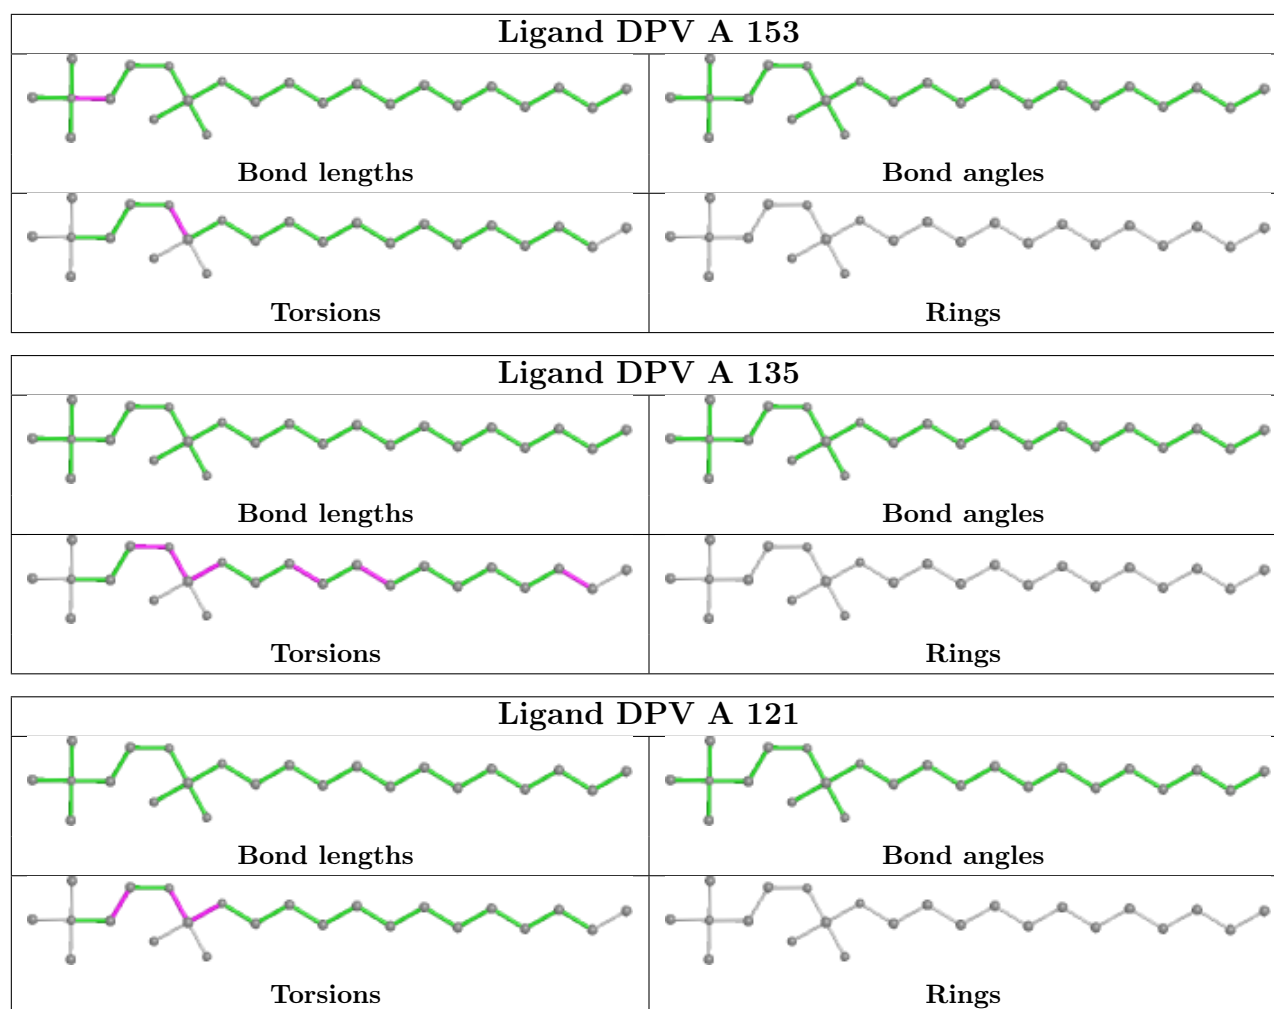 Ligand DPV A 153
Bond lengths
Bond angles
Torsions
Rings
Ligand DPV A 135
Bond lengths
Bond angles
Torsions
Rings
Ligand DPV A 121
Bond lengths
Bond angles
Torsions
Rings